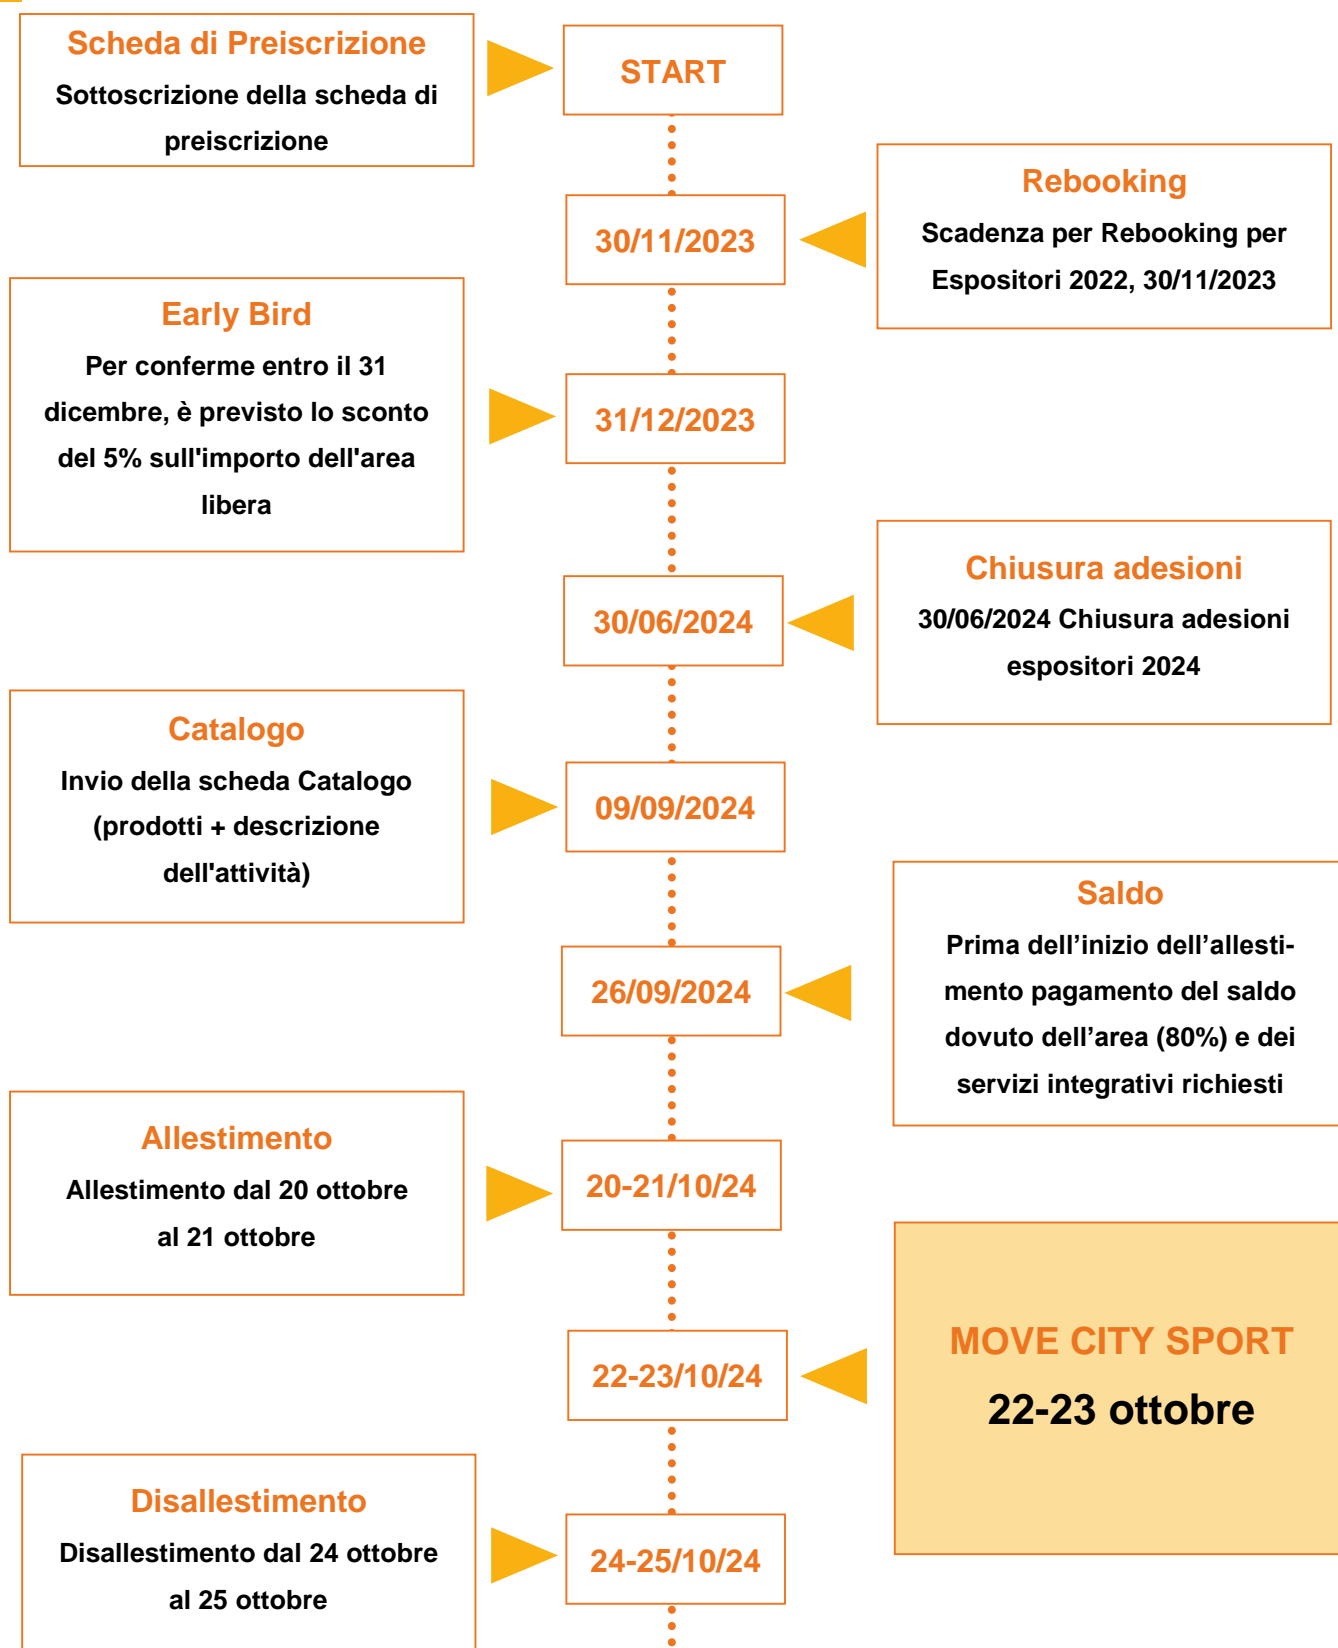 Scheda di Preiscrizione
Sottoscrizione della scheda di
preiscrizione
START
30/11/2023
Rebooking
Scadenza per Rebooking per
Espositori 2022, 30/11/2023
Early Bird
Per conferme entro il 31
dicembre, è previsto lo sconto
del 5% sull'importo dell'area
libera
31/12/2023
30/06/2024
Chiusura adesioni
30/06/2024 Chiusura adesioni
espositori 2024
Catalogo
Invio della scheda Catalogo
(prodotti + descrizione
dell'attività)
09/09/2024
26/09/2024
Saldo
Prima dell’inizio dell’allesti-
mento pagamento del saldo
dovuto dell’area (80%) e dei
servizi integrativi richiesti
Allestimento
Allestimento dal 20 ottobre
al 21 ottobre
20-21/10/24
22-23/10/24
MOVE CITY SPORT
22-23 ottobre
Disallestimento
Disallestimento dal 24 ottobre
al 25 ottobre
24-25/10/24